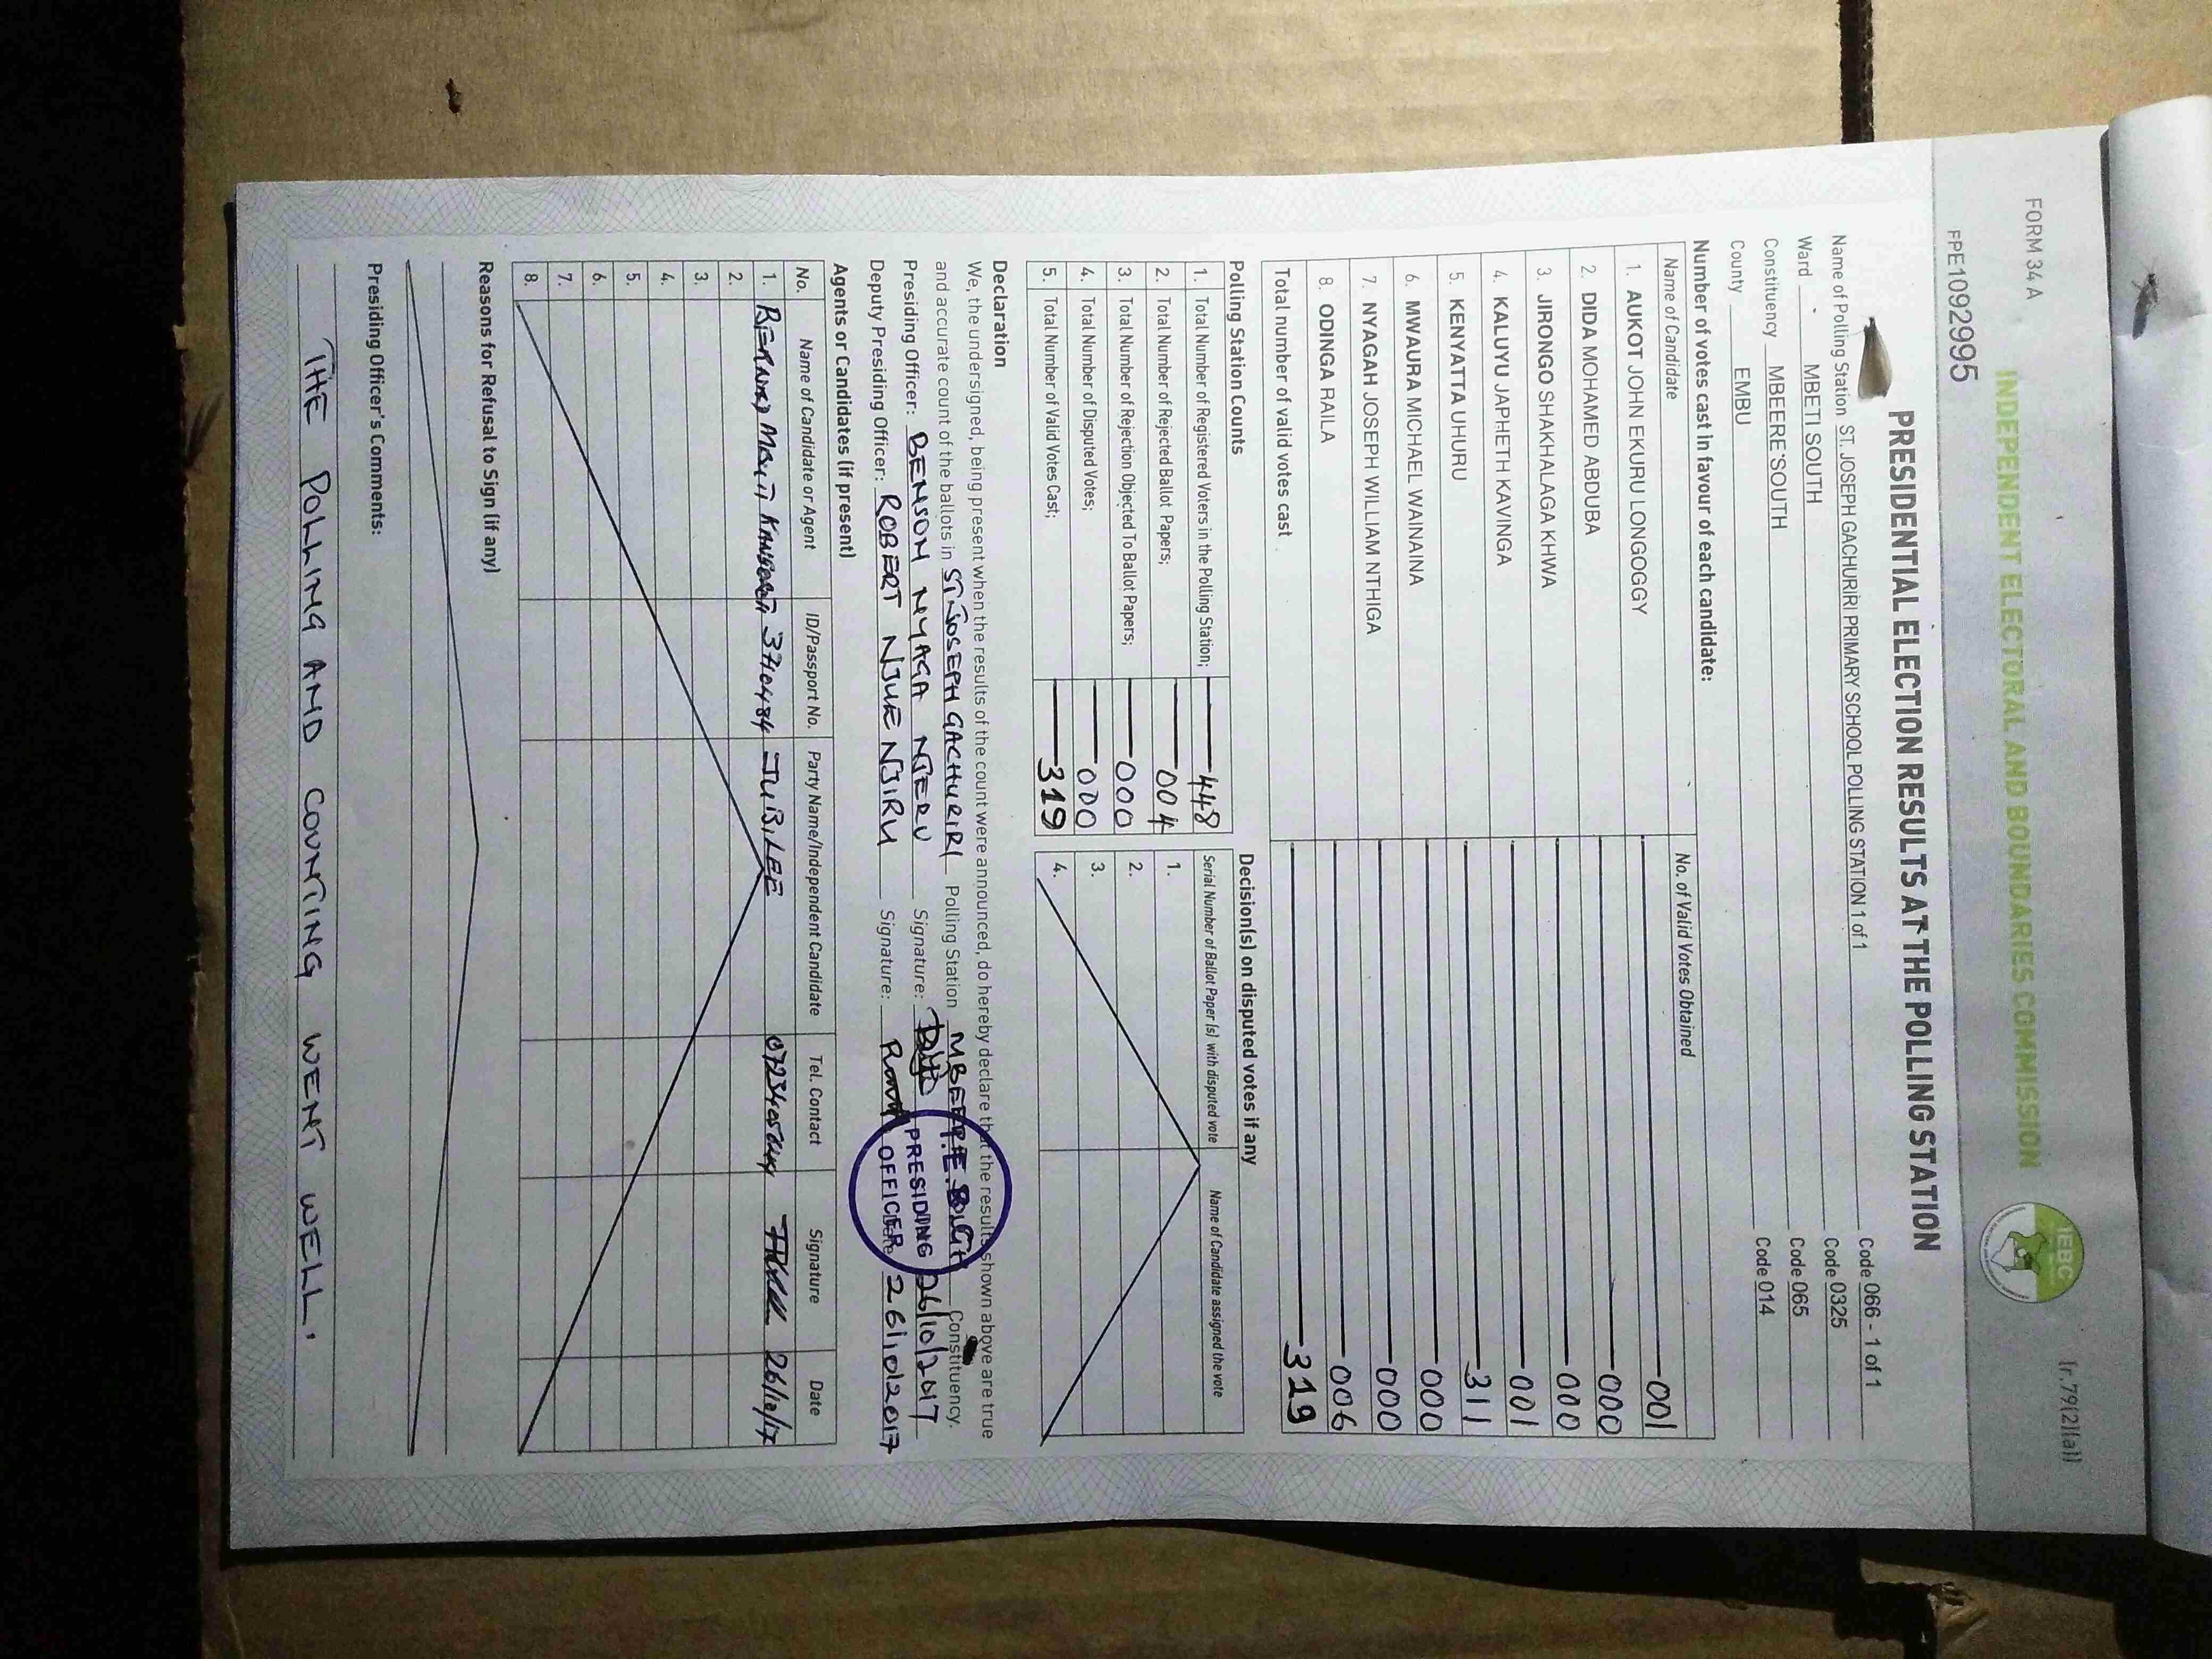 FORM 34 A (r.79(2)(a))
INDEPENDENT ELECTORAL AND BOUNDARIES COMMISSION
IEBC
FPE1092995
PRESIDENTIAL ELECTION RESULTS AT THE POLLING STATION
Name of Polling Station ST. JOSEPH GACHURIRI PRIMARY SCHOOL POLLING STATION 1 of 1 Code 066 - 1 of 1
Ward MBETI SOUTH Code 0325
Constituency MBEERE SOUTH Code 065
County EMBU Code 014
Number of votes cast in favour of each candidate:
Name of Candidate No. of Valid Votes Obtained
1. AUKOT JOHN EKURU LONGOGGY 001
2. DIDA MOHAMED ABDUBA 000
3. JIRONGO SHAKHALAGA KHWA 000
4. KALUYU JAPHETH KAVINGA 001
5. KENYATTA UHURU 311
6. MWAURA MICHAEL WAINAINA 000
7. NYAGAH JOSEPH WILLIAM NTHIGA 000
8. ODINGA RAILA 006
Total number of valid votes cast 319
Polling Station Counts
1. Total Number of Registered Voters in the Polling Station; 448
2. Total Number of Rejected Ballot Papers; 004
3. Total Number of Rejection Objected To Ballot Papers; 000
4. Total Number of Disputed Votes; 000
5. Total Number of Valid Votes Cast; 319
Decision(s) on disputed votes if any
Serial Number of Ballot Paper (s) with disputed vote Name of Candidate assigned the vote
1.
2.
3.
4.
Declaration
We, the undersigned, being present when the results of the count were announced, do hereby declare that the results shown above are true
and accurate count of the ballots in ST. JOSEPH GACHURIRI Polling Station MBEERE Constituency.
Presiding Officer: BENSON NYAGA NJERU Signature: 26/10/2017
Deputy Presiding Officer: ROBERT NJUE NJIRU Signature: Date 26/10/2017
PRESIDING
OFFICER
Agents or Candidates (if present)
No. Name of Candidate or Agent ID/Passport No. Party Name/Independent Candidate Tel. Contact Signature Date
1. 3710484 JUBILEE 26/10/17
2.
3.
4.
5.
6.
7.
8.
Reasons for Refusal to Sign (if any)
Presiding Officer's Comments:
THE POLLING AND COUNTING WENT WELL.